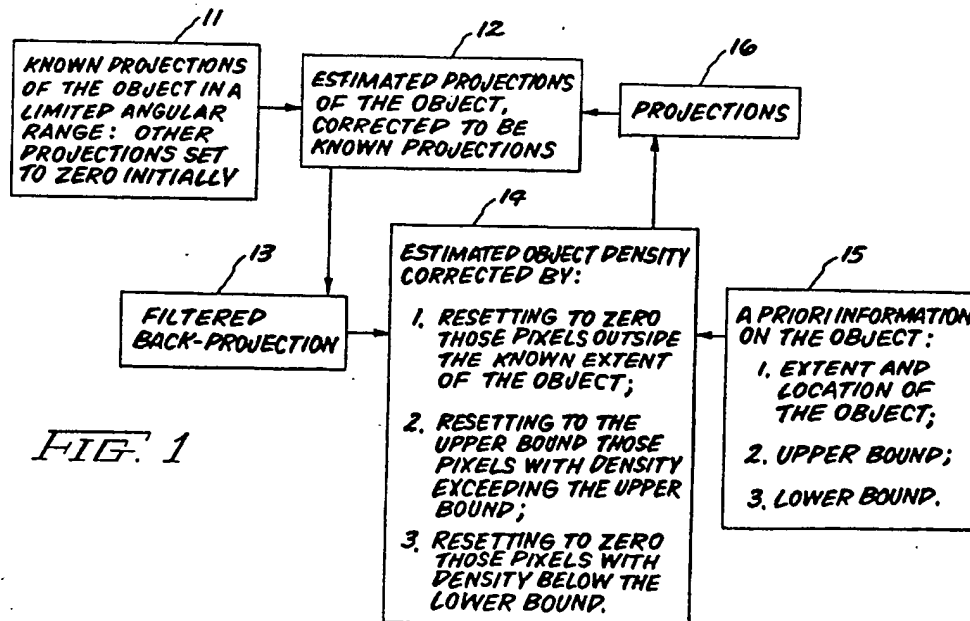 11
KNOWN PROJECTIONS
OF THE OBJECT IN A
LIMITED ANGULAR
RANGE: OTHER
PROJECTIONS SET
TO ZERO INITIALLY
12
ESTIMATED PROJECTIONS
OF THE OBJECT,
CORRECTED TO BE
KNOWN PROJECTIONS
16
PROJECTIONS
13
FILTERED
BACK-PROJECTION
14
ESTIMATED OBJECT DENSITY
CORRECTED BY:
1. RESETTING TO ZERO
THOSE PIXELS OUTSIDE
THE KNOWN EXTENT
OF THE OBJECT;
2. RESETTING TO THE
UPPER BOUND THOSE
PIXELS WITH DENSITY
EXCEEDING THE UPPER
BOUND;
3. RESETTING TO ZERO
THOSE PIXELS WITH
DENSITY BELOW THE
LOWER BOUND.
15
A PRIORI INFORMATION
ON THE OBJECT:
1. EXTENT AND
LOCATION OF
THE OBJECT;
2. UPPER BOUND;
3. LOWER BOUND.
FIG. 1